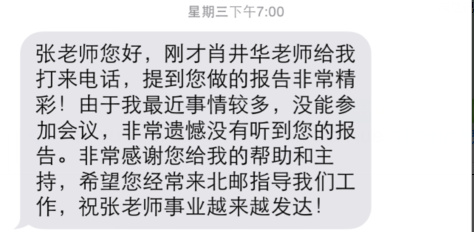 星期三下午7:00
张老师您好，刚才肖井华老师给我
打来电话，提到您做的报告非常精
彩！由于我最近事情较多，没能参
加会议，非常遗憾没有听到您的报
告。非常感谢您给我的帮助和主
持，希望您经常来北邮指导我们工
作，祝张老师事业越来越发达！